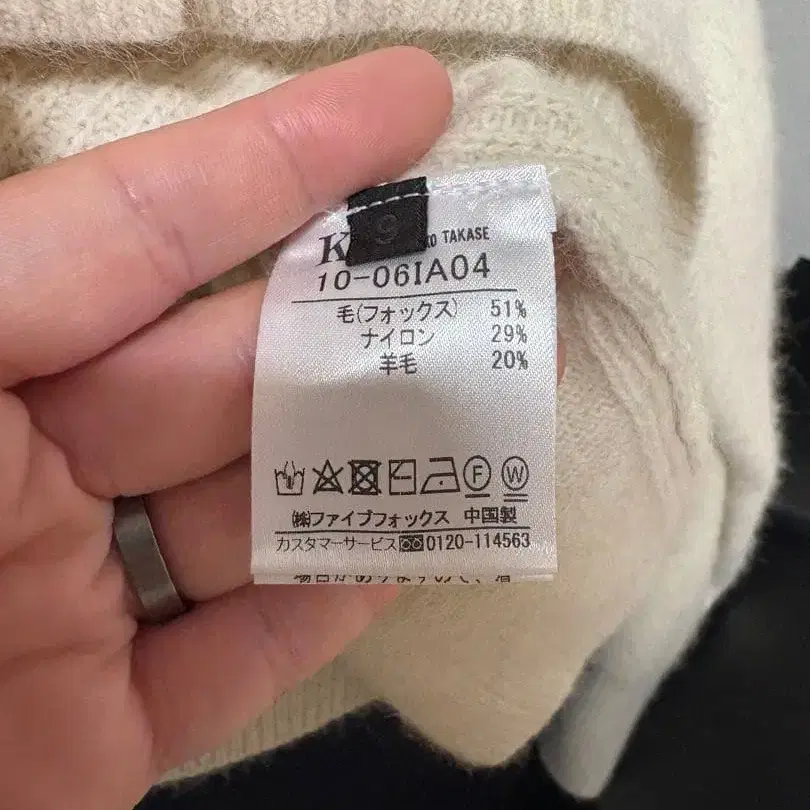 9
K
TAKASE
10-06IA04
毛(フォックス) 51%
ナイロン 29%
羊毛 20%
F W
㈱ファイブフォックス 中国製
カスタマーサービス 0120-114563